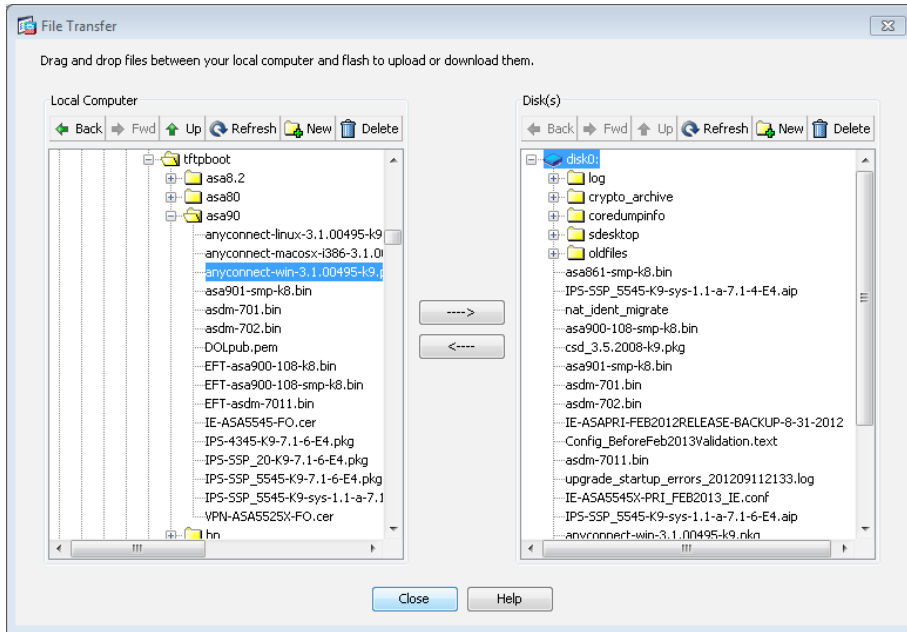 File Transfer
Drag and drop files between your local computer and flash to upload or download them.
Local Computer
Back Fwd Up Refresh New Delete
tftpboot
asa8.2
asa80
asa90
anyconnect-linux-3.1.00495-k9
anyconnect-macosx-i386-3.1.0
anyconnect-win-3.1.00495-k9.p
asa901-smp-k8.bin
asdm-701.bin
asdm-702.bin
DOLpub.pem
EFT-asa900-108-k8.bin
EFT-asa900-108-smp-k8.bin
EFT-asdm-7011.bin
IE-ASA5545-FO.cer
IPS-4345-K9-7.1-6-E4.pkg
IPS-SSP_20-K9-7.1-6-E4.pkg
IPS-SSP_5545-K9-7.1-6-E4.pkg
IPS-SSP_5545-K9-sys-1.1-a-7.1
VPN-ASA5525X-FO.cer
hn
---->
<----
Disk(s)
Back Fwd Up Refresh New Delete
disk0:
log
crypto_archive
coredumpinfo
sdesktop
oldfiles
asa861-smp-k8.bin
IPS-SSP_5545-K9-sys-1.1-a-7.1-4-E4.aip
nat_ident_migrate
asa900-108-smp-k8.bin
csd_3.5.2008-k9.pkg
asa901-smp-k8.bin
asdm-701.bin
asdm-702.bin
IE-ASAPRI-FEB2012RELEASE-BACKUP-8-31-2012
Config_BeforeFeb2013Validation.text
asdm-7011.bin
upgrade_startup_errors_201209112133.log
IE-ASA5545X-PRI_FEB2013_IE.conf
IPS-SSP_5545-K9-sys-1.1-a-7.1-6-E4.aip
anyconnect-win-3.1.00495-k9.pkg
Close Help